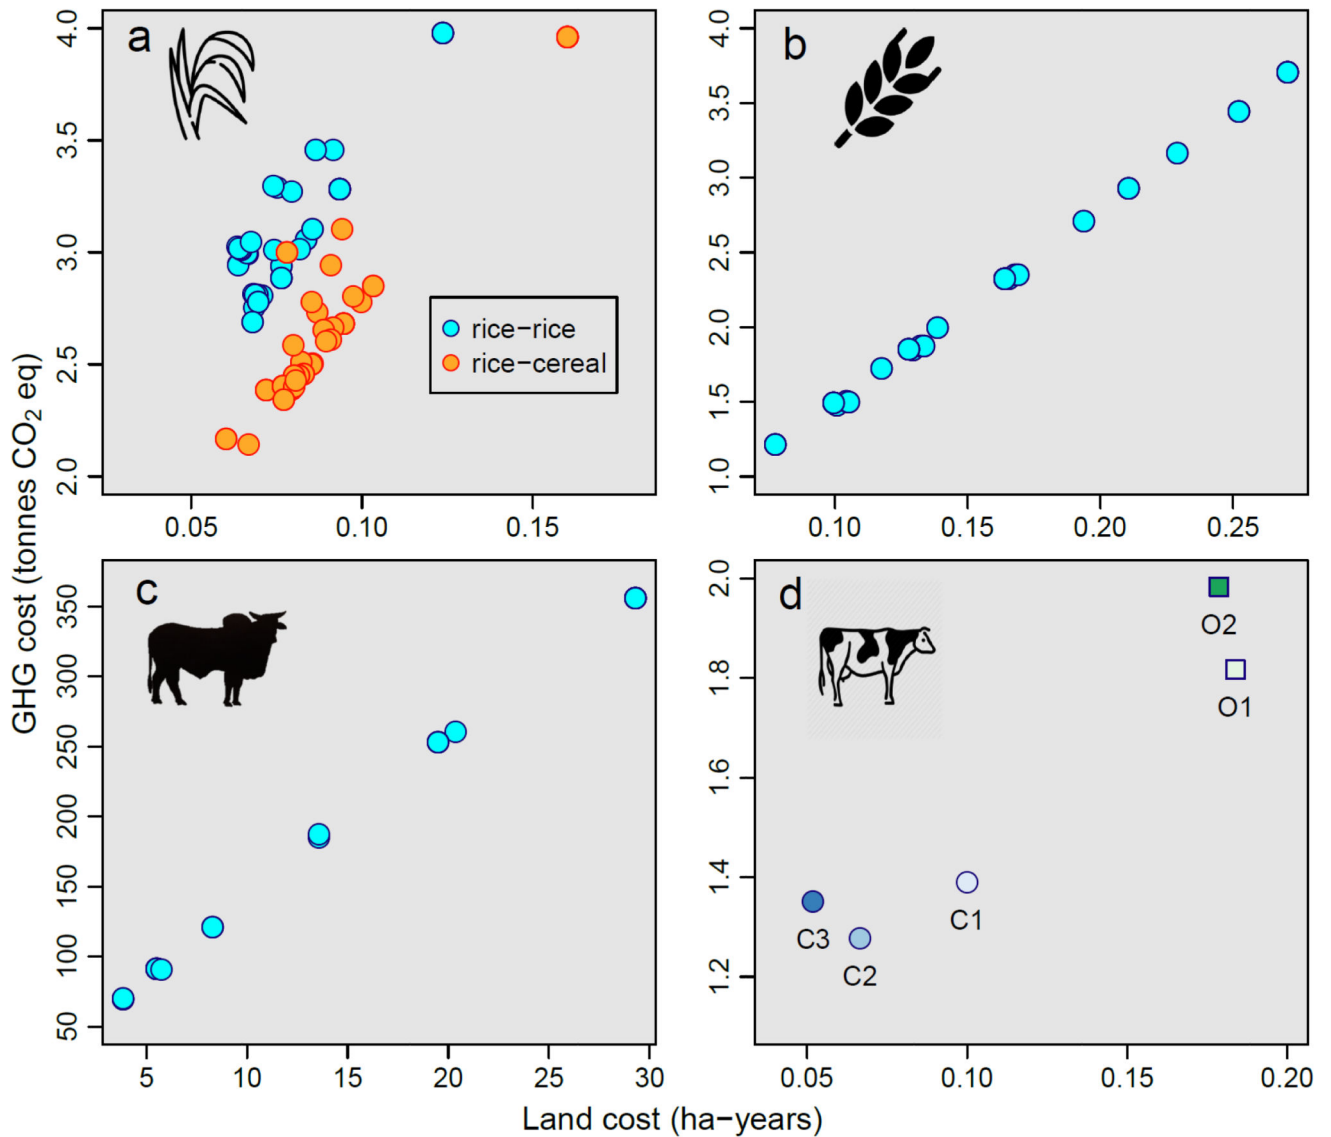 a
4.0
3.5
3.0
2.5
2.0
0.05 0.10 0.15
rice−rice
rice−cereal
b
4.0
3.5
3.0
2.5
2.0
1.5
1.0
0.10 0.15 0.20 0.25
GHG cost (tonnes CO2 eq)
c
350
300
250
200
150
100
50
5 10 15 20 25 30
d
2.0
1.8
1.6
1.4
1.2
O2
O1
C1
C3
C2
0.05 0.10 0.15 0.20
Land cost (ha−years)